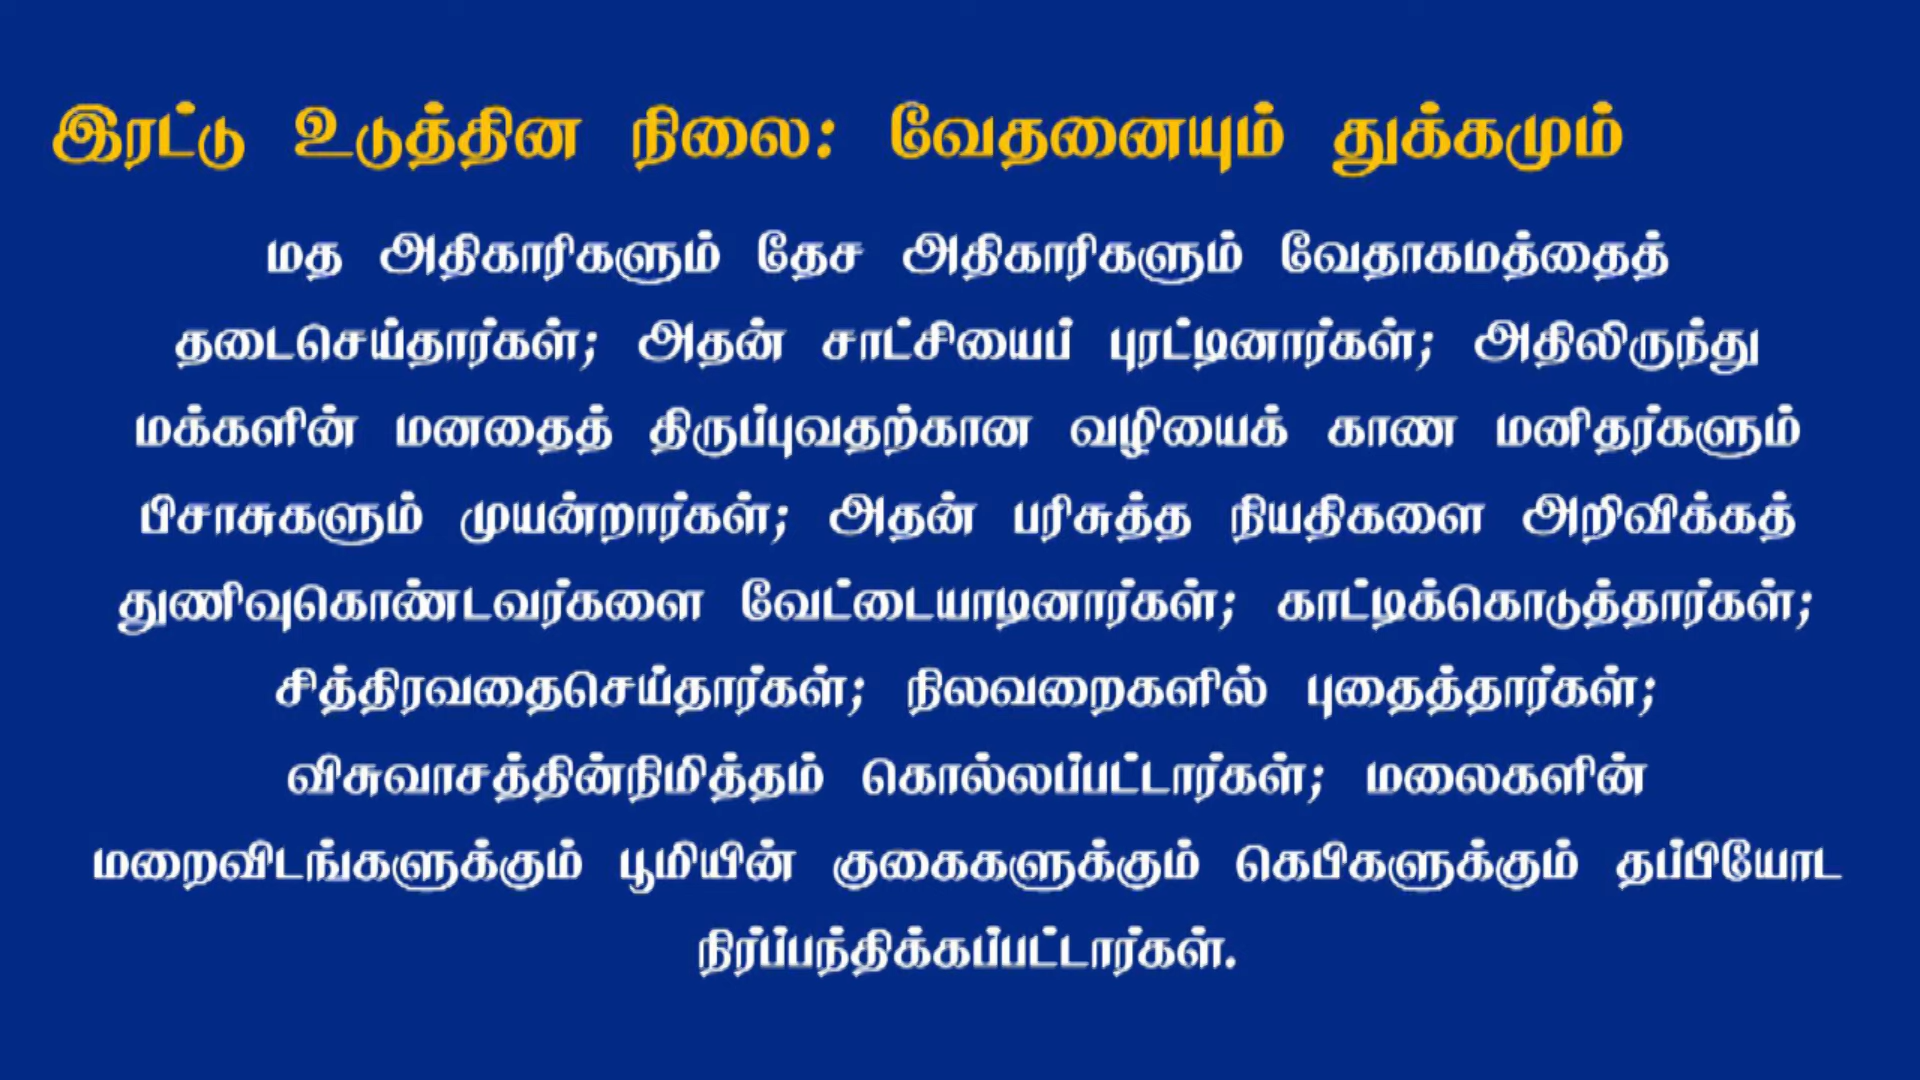 இரட்டு உடுத்தின நிலை: வேதனையும் துக்கமும்
மத அதிகாரிகளும் தேச அதிகாரிகளும் வேதாகமத்தைத்
தடைசெய்தார்கள்; அதன் சாட்சியைப் புரட்டினார்கள்; அதிலிருந்து
மக்களின் மனதைத் திருப்புவதற்கான வழியைக் காண மனிதர்களும்
பிசாசுகளும் முயன்றார்கள்; அதன் பரிசுத்த நியதிகளை அறிவிக்கத்
துணிவுகொண்டவர்களை வேட்டையாடினார்கள்; காட்டிக்கொடுத்தார்கள்;
சித்திரவதைசெய்தார்கள்; நிலவறைகளில் புதைத்தார்கள்;
விசுவாசத்தின்நிமித்தம் கொல்லப்பட்டார்கள்; மலைகளின்
மறைவிடங்களுக்கும் பூமியின் குகைகளுக்கும் கெபிகளுக்கும் தப்பியோட
நிர்ப்பந்திக்கப்பட்டார்கள்.